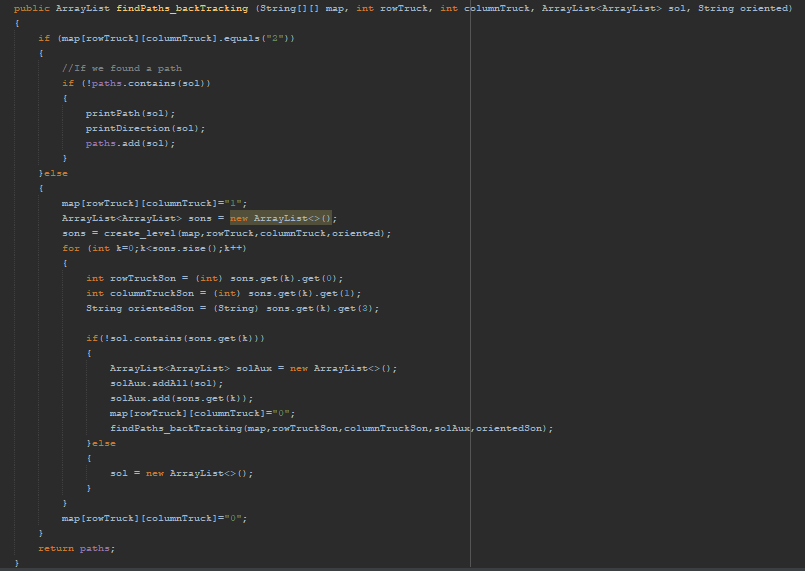 public ArrayList findPaths_backTracking (String[][] map, int rowTruck, int columnTruck, ArrayList<ArrayList> sol, String oriented)
{
if (map[rowTruck][columnTruck].equals("2"))
{
//If we found a path
if (!paths.contains(sol))
{
printPath(sol);
printDirection(sol);
paths.add(sol);
}
}else
{
map[rowTruck][columnTruck]="1";
ArrayList<ArrayList> sons = new ArrayList<>();
sons = create_level(map,rowTruck,columnTruck,oriented);
for (int k=0;k<sons.size();k++)
{
int rowTruckSon = (int) sons.get(k).get(0);
int columnTruckSon = (int) sons.get(k).get(1);
String orientedSon = (String) sons.get(k).get(3);
if(!sol.contains(sons.get(k)))
{
ArrayList<ArrayList> solAux = new ArrayList<>();
solAux.addAll(sol);
solAux.add(sons.get(k));
map[rowTruck][columnTruck]="0";
findPaths_backTracking(map,rowTruckSon,columnTruckSon,solAux,orientedSon);
}else
{
sol = new ArrayList<>();
}
}
map[rowTruck][columnTruck]="0";
}
return paths;
}